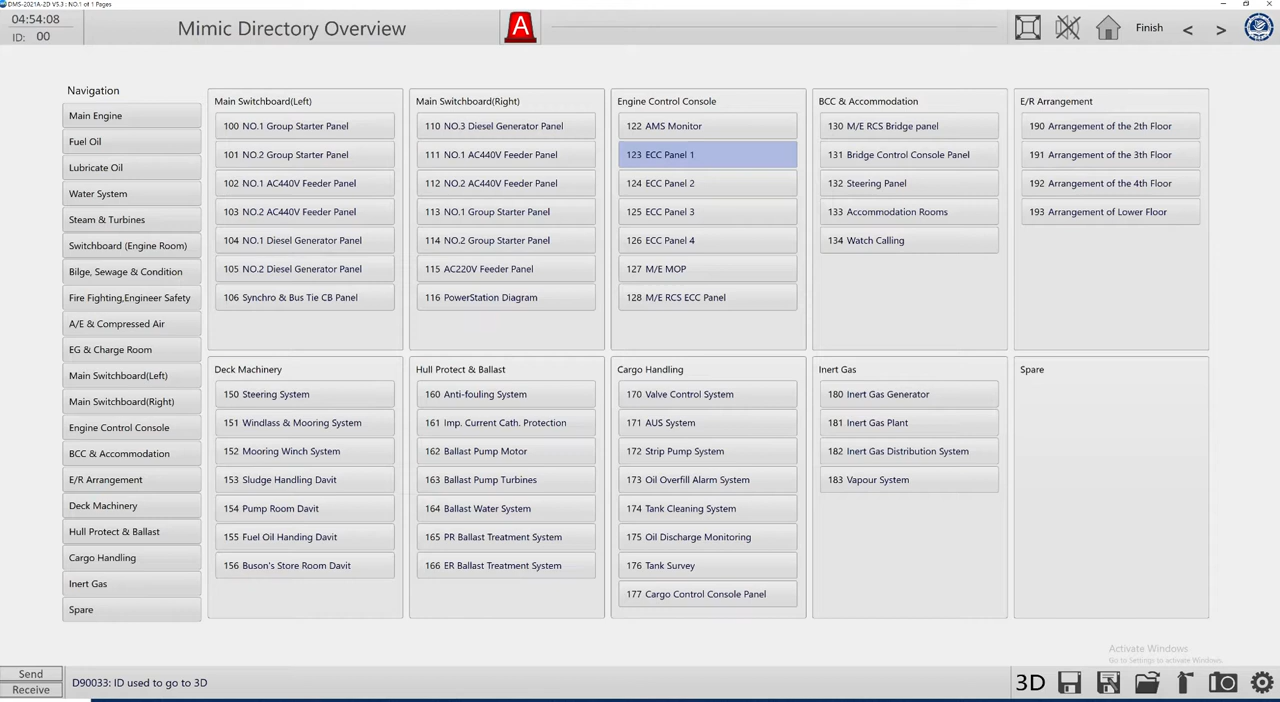 DMS-2021A-2D V5.3 : NO.1 of 1 Pages
04:54:08
ID: 00
Mimic Directory Overview
A
Finish
< >
Navigation
Main Engine
Fuel Oil
Lubricate Oil
Water System
Steam & Turbines
Switchboard (Engine Room)
Bilge, Sewage & Condition
Fire Fighting,Engineer Safety
A/E & Compressed Air
EG & Charge Room
Main Switchboard(Left)
Main Switchboard(Right)
Engine Control Console
BCC & Accommodation
E/R Arrangement
Deck Machinery
Hull Protect & Ballast
Cargo Handling
Inert Gas
Spare
Main Switchboard(Left)
100 NO.1 Group Starter Panel
101 NO.2 Group Starter Panel
102 NO.1 AC440V Feeder Panel
103 NO.2 AC440V Feeder Panel
104 NO.1 Diesel Generator Panel
105 NO.2 Diesel Generator Panel
106 Synchro & Bus Tie CB Panel
Main Switchboard(Right)
110 NO.3 Diesel Generator Panel
111 NO.1 AC440V Feeder Panel
112 NO.2 AC440V Feeder Panel
113 NO.1 Group Starter Panel
114 NO.2 Group Starter Panel
115 AC220V Feeder Panel
116 PowerStation Diagram
Engine Control Console
122 AMS Monitor
123 ECC Panel 1
124 ECC Panel 2
125 ECC Panel 3
126 ECC Panel 4
127 M/E MOP
128 M/E RCS ECC Panel
BCC & Accommodation
130 M/E RCS Bridge panel
131 Bridge Control Console Panel
132 Steering Panel
133 Accommodation Rooms
134 Watch Calling
E/R Arrangement
190 Arrangement of the 2th Floor
191 Arrangement of the 3th Floor
192 Arrangement of the 4th Floor
193 Arrangement of Lower Floor
Deck Machinery
150 Steering System
151 Windlass & Mooring System
152 Mooring Winch System
153 Sludge Handling Davit
154 Pump Room Davit
155 Fuel Oil Handing Davit
156 Buson's Store Room Davit
Hull Protect & Ballast
160 Anti-fouling System
161 Imp. Current Cath. Protection
162 Ballast Pump Motor
163 Ballast Pump Turbines
164 Ballast Water System
165 PR Ballast Treatment System
166 ER Ballast Treatment System
Cargo Handling
170 Valve Control System
171 AUS System
172 Strip Pump System
173 Oil Overfill Alarm System
174 Tank Cleaning System
175 Oil Discharge Monitoring
176 Tank Survey
177 Cargo Control Console Panel
Inert Gas
180 Inert Gas Generator
181 Inert Gas Plant
182 Inert Gas Distribution System
183 Vapour System
Spare
Activate Windows
Go to Settings to activate Windows.
Send
Receive
D90033: ID used to go to 3D
3D